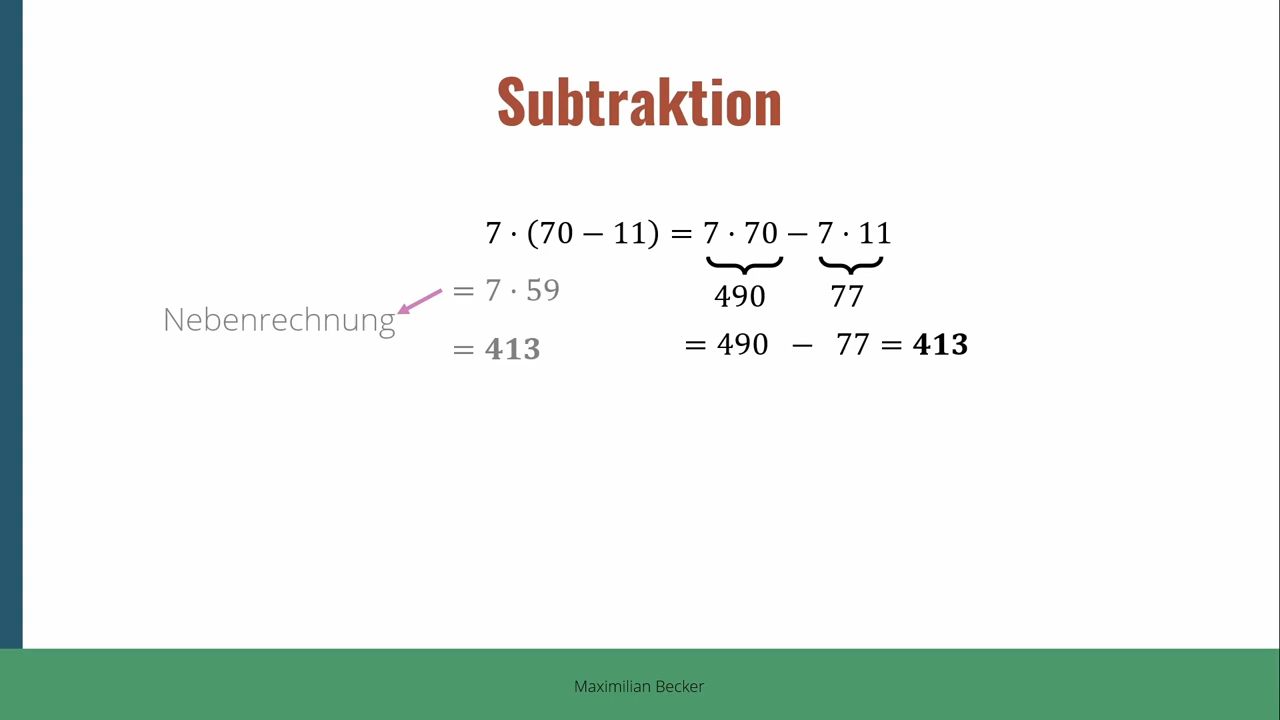 Subtraktion
7 · (70 − 11) = 7 · 70 − 7 · 11
= 7 · 59
490 77
Nebenrechnung
= 413
= 490 − 77 = 413
Maximilian Becker